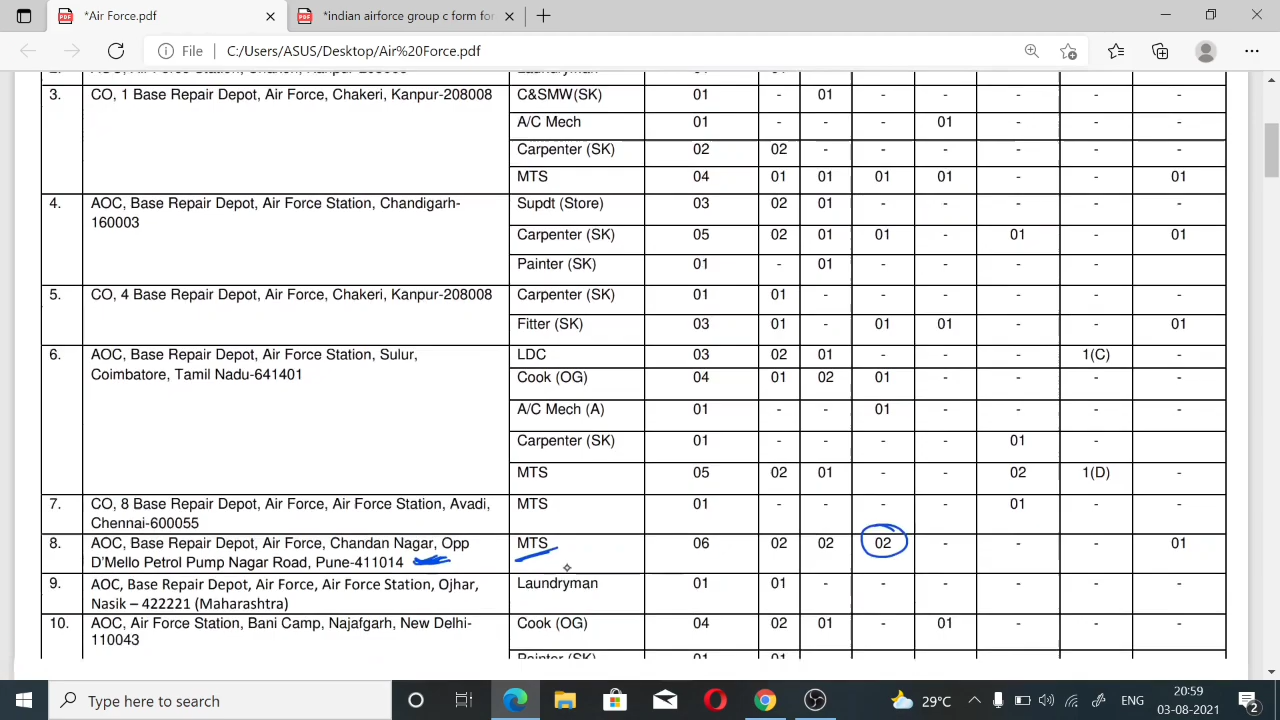 *Air Force.pdf
*indian airforce group c form for
File C:/Users/ASUS/Desktop/Air%20Force.pdf
3. CO, 1 Base Repair Depot, Air Force, Chakeri, Kanpur-208008 C&SMW(SK) 01 - 01 - - - - -
A/C Mech 01 - - - 01 - - -
Carpenter (SK) 02 02 - - - - - -
MTS 04 01 01 01 01 - - 01
4. AOC, Base Repair Depot, Air Force Station, Chandigarh- Supdt (Store) 03 02 01 - - - - -
160003
Carpenter (SK) 05 02 01 01 - 01 - 01
Painter (SK) 01 - 01 - - - -
5. CO, 4 Base Repair Depot, Air Force, Chakeri, Kanpur-208008 Carpenter (SK) 01 01 - - - - - -
Fitter (SK) 03 01 - 01 01 - - 01
6. AOC, Base Repair Depot, Air Force Station, Sulur, LDC 03 02 01 - - - 1(C) -
Coimbatore, Tamil Nadu-641401 Cook (OG) 04 01 02 01 - - - -
A/C Mech (A) 01 - - 01 - - -
Carpenter (SK) 01 - - - - 01 -
MTS 05 02 01 - - 02 1(D) -
7. CO, 8 Base Repair Depot, Air Force, Air Force Station, Avadi, MTS 01 - - - - 01 - -
Chennai-600055
8. AOC, Base Repair Depot, Air Force, Chandan Nagar, Opp MTS 06 02 02 02 - - - 01
D'Mello Petrol Pump Nagar Road, Pune-411014
9. AOC, Base Repair Depot, Air Force, Air Force Station, Ojhar, Laundryman 01 01 - - - - - -
Nasik – 422221 (Maharashtra)
10. AOC, Air Force Station, Bani Camp, Najafgarh, New Delhi- Cook (OG) 04 02 01 - 01 - - -
110043
Painter (SK) 01 01
Type here to search
29°C
ENG
20:59
03-08-2021
2